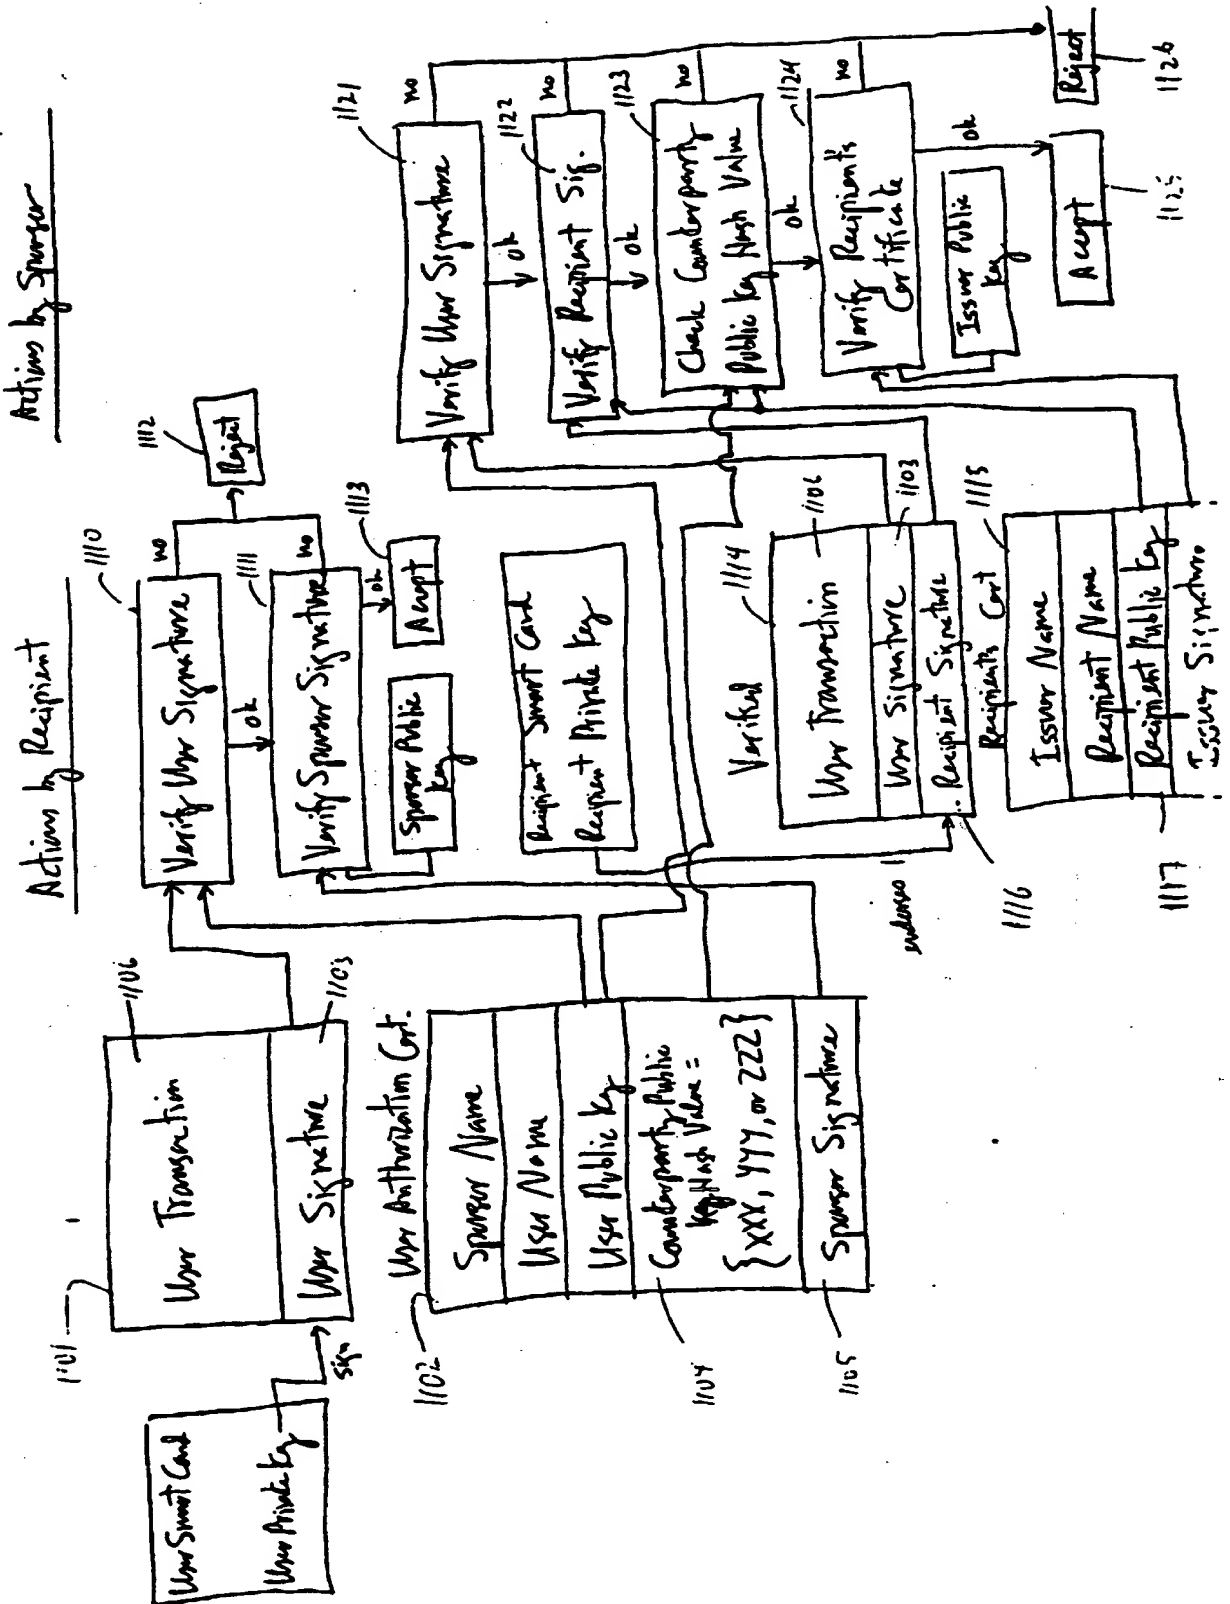 Actions by Recipient
Actions by Sponsor
User Smart Card
User Private Key
sign
1101
User Transaction
1106
User Signature
1103
User Authorization Cert.
1102
Sponsor Name
User Name
User Public Key
Counterparty Public
Key Hash Value =
{XXX, YYY, or ZZZ}
1104
Sponsor Signature
1105
1110
Verify User Signature
no
ok
1111
Verify Sponsor Signature
no
ok
1112
Reject
Sponsor Public
Key
1113
Accept
Recipient Smart Card
Recipient Private Key
endorses
Verified
1114
User Transaction
1106
User Signature
1103
Recipient Signature
1116
Recipients Cert
1115
Issuer Name
Recipient Name
Recipient Public Key
1117
Issuer Signature
1121
Verify User Signature
no
ok
1122
Verify Recipient Sig.
no
ok
1123
Check Counterparty
Public Key Hash Value
no
ok
1124
Verify Recipients
Certificate
no
ok
Issuer Public
Key
Accept
1125
Reject
1126